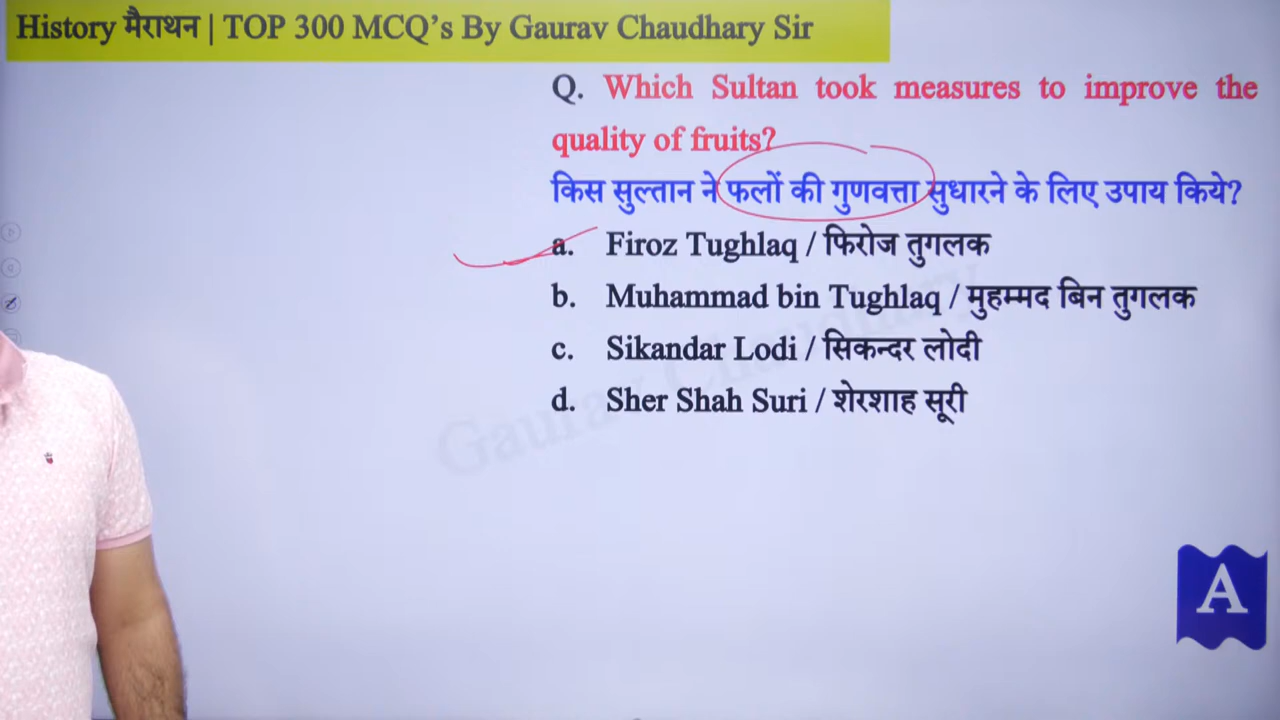 History मैराथन | TOP 300 MCQ’s By Gaurav Chaudhary Sir
Q. Which Sultan took measures to improve the
quality of fruits?
किस सुल्तान ने फलों की गुणवत्ता सुधारने के लिए उपाय किये?
a. Firoz Tughlaq / फिरोज तुगलक
b. Muhammad bin Tughlaq / मुहम्मद बिन तुगलक
c. Sikandar Lodi / सिकन्दर लोदी
d. Sher Shah Suri / शेरशाह सूरी
Gaurav Chaudhary
A